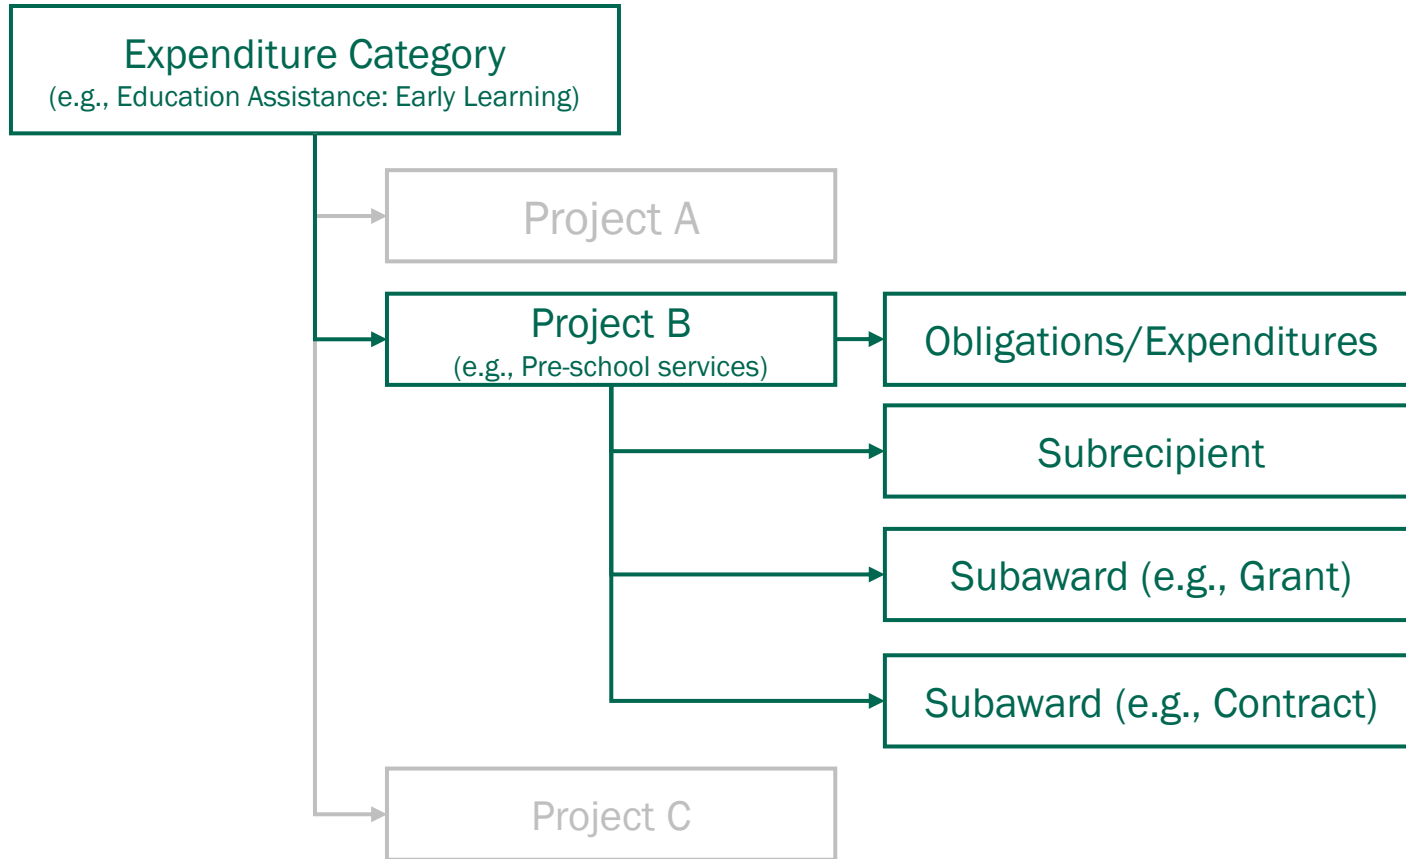 Expenditure Category
(e.g., Education Assistance: Early Learning)
Project A
Project B
(e.g., Pre-school services)
Obligations/Expenditures
Subrecipient
Subaward (e.g., Grant)
Subaward (e.g., Contract)
Project C